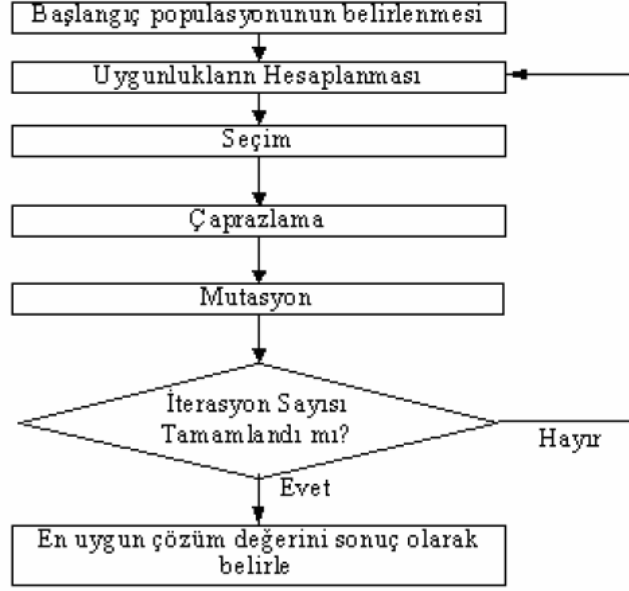 Başlangıç populasyonunun belirlenmesi
Uygunlukların Hesaplanması
Seçim
Çaprazlama
Mutasyon
İterasyon Sayısı
Tamamlandı mı?
Hayır
Evet
En uygun çözüm değerini sonuç olarak
belirle